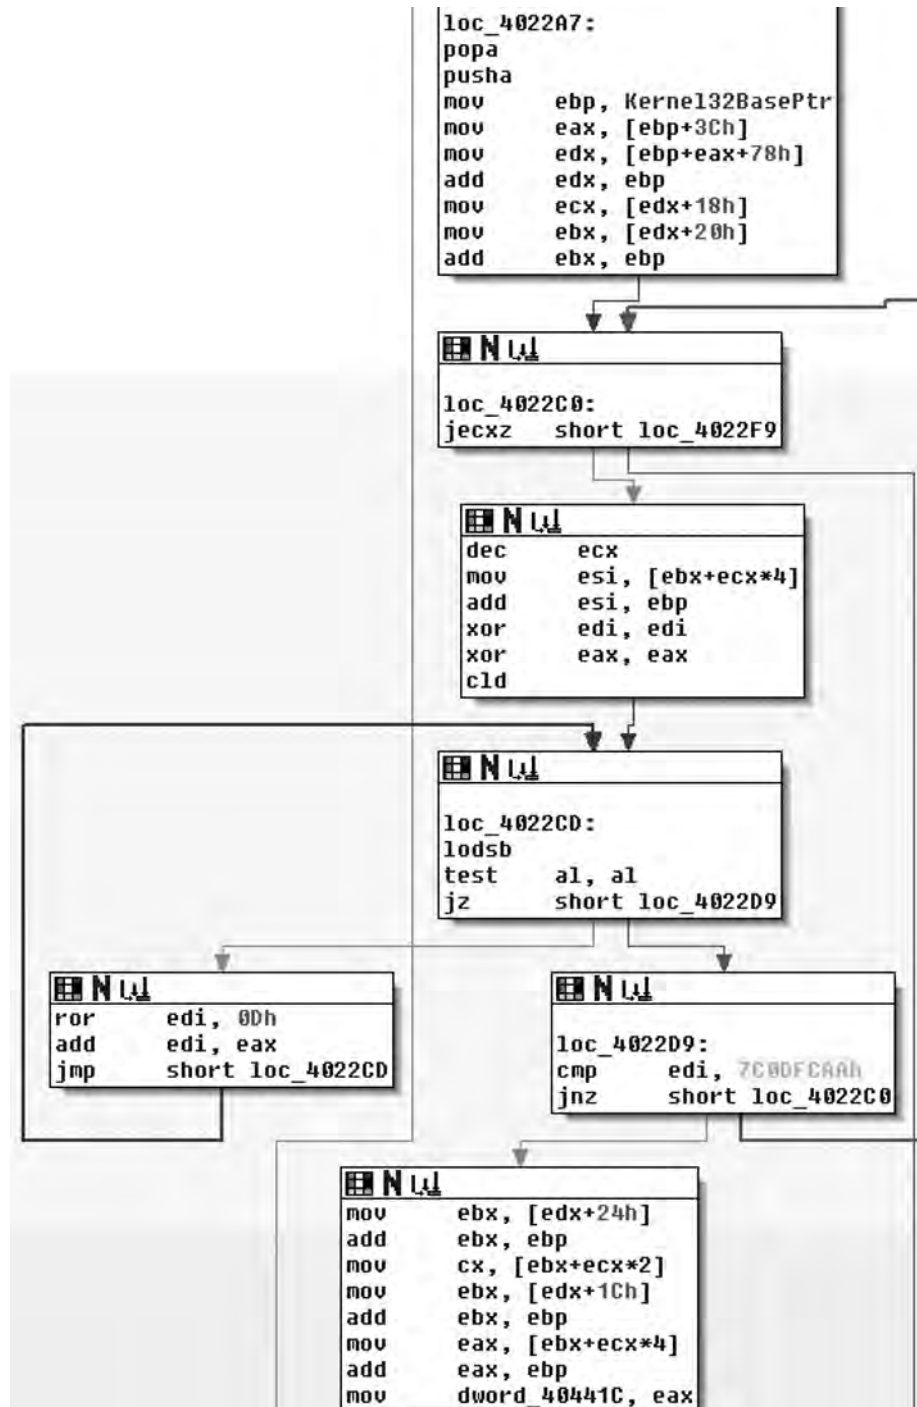 loc_4022A7:
popa
pusha
mov ebp, Kernel32BasePtr
mov eax, [ebp+3Ch]
mov edx, [ebp+eax+78h]
add edx, ebp
mov ecx, [edx+18h]
mov ebx, [edx+20h]
add ebx, ebp
loc_4022C0:
jecxz short loc_4022F9
dec ecx
mov esi, [ebx+ecx*4]
add esi, ebp
xor edi, edi
xor eax, eax
cld
loc_4022CD:
lodsb
test al, al
jz short loc_4022D9
ror edi, 0Dh
add edi, eax
jmp short loc_4022CD
loc_4022D9:
cmp edi, 7C0DFCAAh
jnz short loc_4022C0
mov ebx, [edx+24h]
add ebx, ebp
mov cx, [ebx+ecx*2]
mov ebx, [edx+1Ch]
add ebx, ebp
mov eax, [ebx+ecx*4]
add eax, ebp
mov dword_40441C, eax